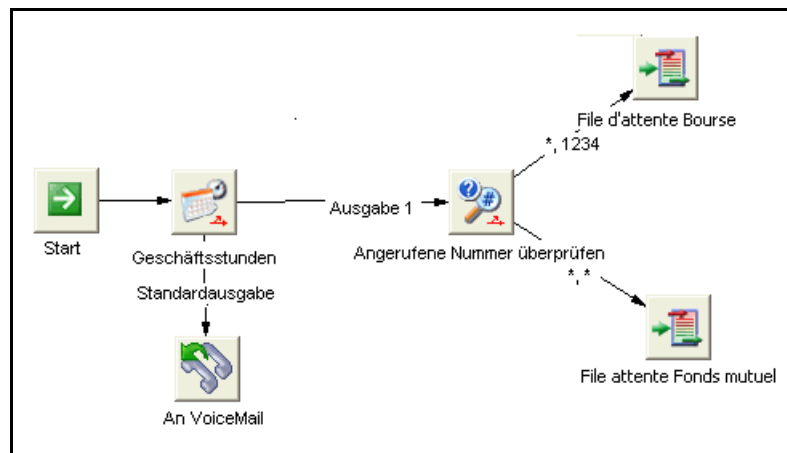 File d'attente Bourse
*, 1234
Ausgabe 1
Start
Geschäftsstunden
Angerufene Nummer überprüfen
*, *
Standardausgabe
File attente Fonds mutuel
An VoiceMail